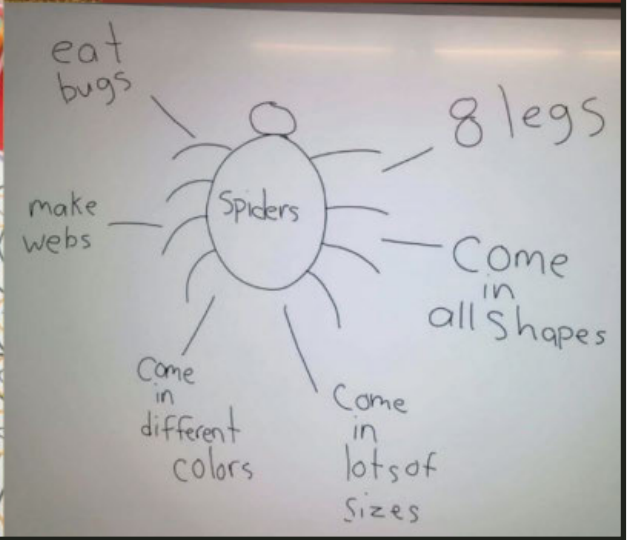 eat
bugs
8 legs
make
webs
Spiders
Come
in
all Shapes
Come
in
different
colors
Come
in
lots of
sizes